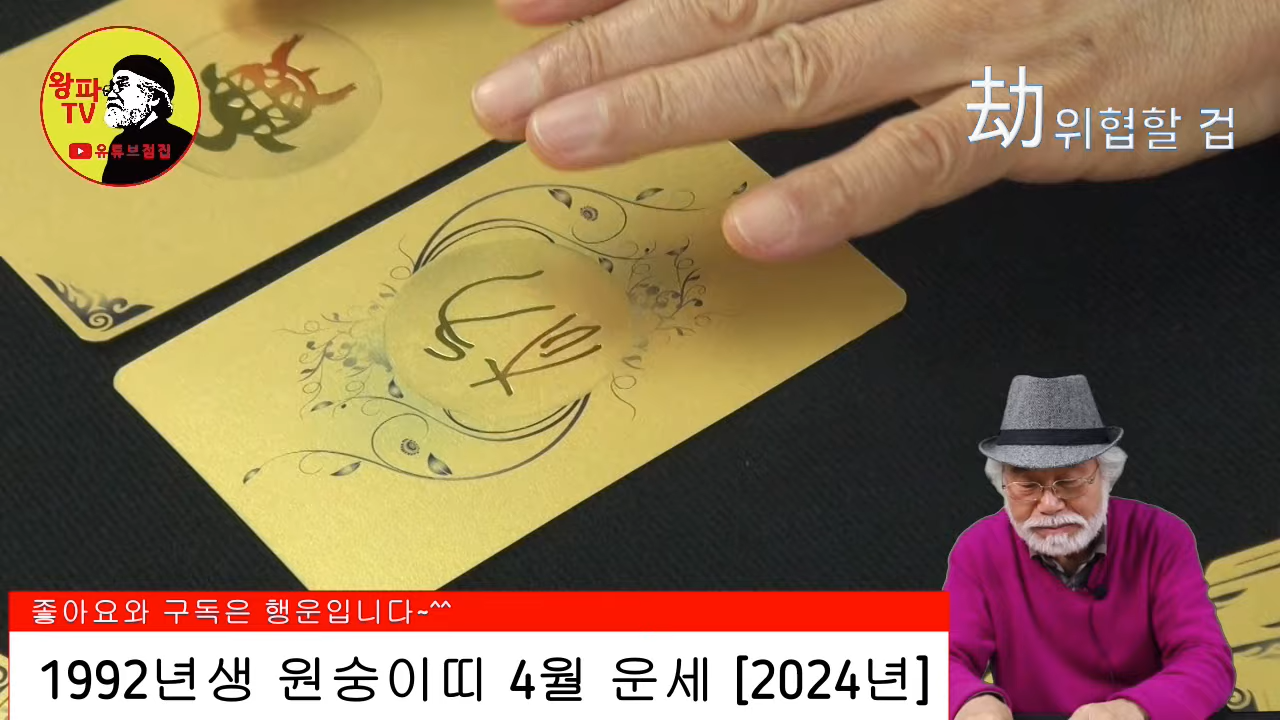 왕파
TV
유튜브점집
劫 위협할 겁
좋아요와 구독은 행운입니다~^^
1992년생 원숭이띠 4월 운세 [2024년]